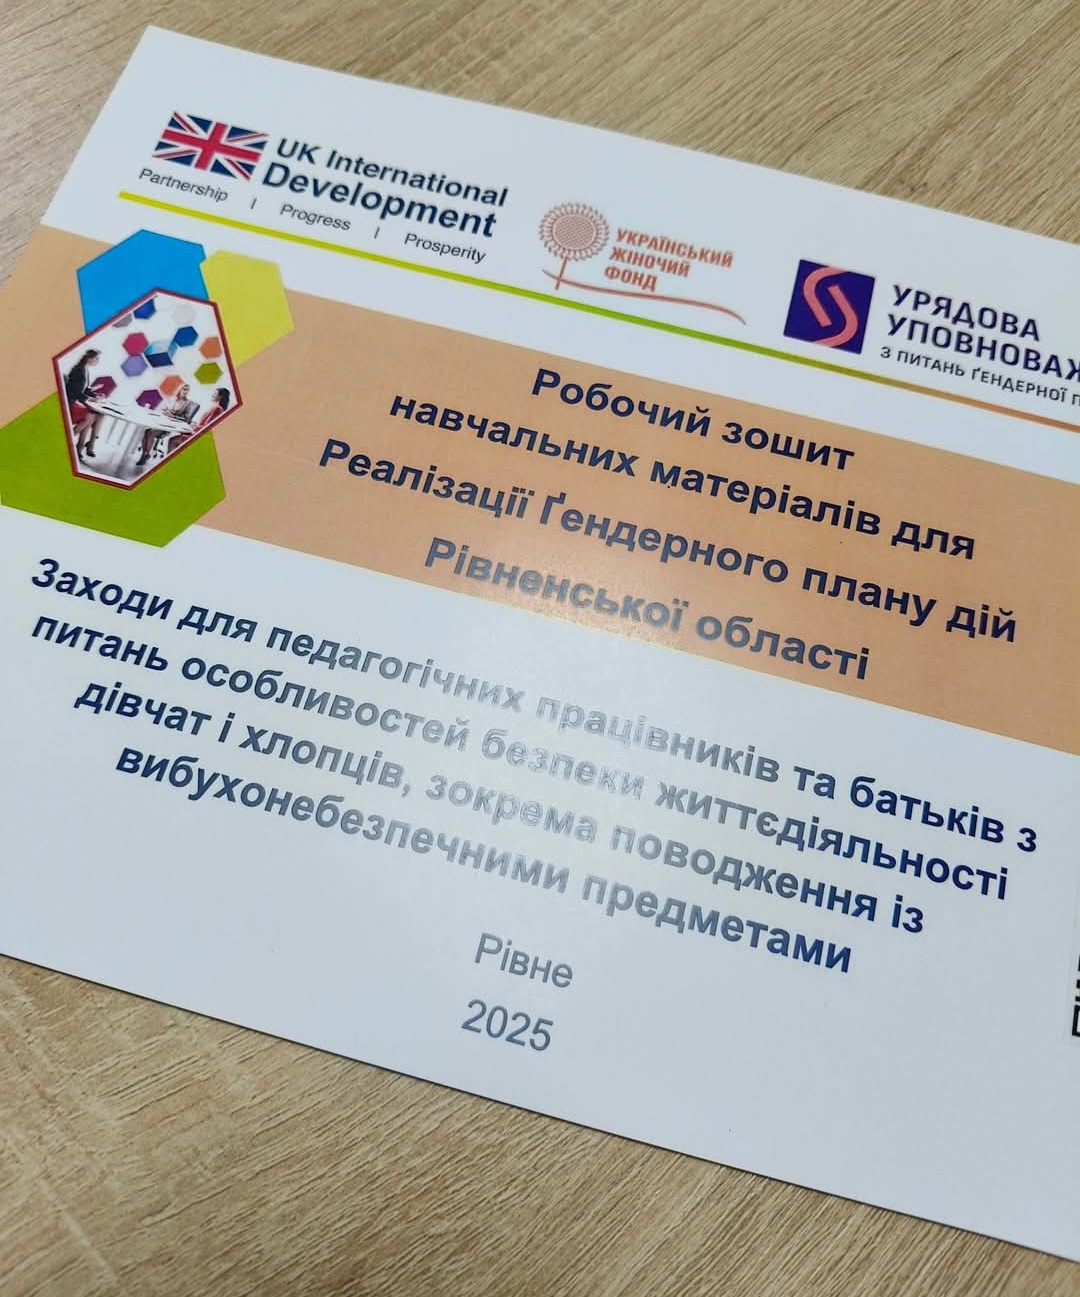 UK International
Development
Partnership | Progress | Prosperity
УКРАЇНСЬКИЙ
ЖІНОЧИЙ
ФОНД
УРЯДОВА
УПОВНОВАЖ
З ПИТАНЬ ҐЕНДЕРНОЇ П
Робочий зошит
навчальних матеріалів для
Реалізації Ґендерного плану дій
Рівненської області
Заходи для педагогічних працівників та батьків з
питань особливостей безпеки життєдіяльності
дівчат і хлопців, зокрема поводження із
вибухонебезпечними предметами
Рівне
2025